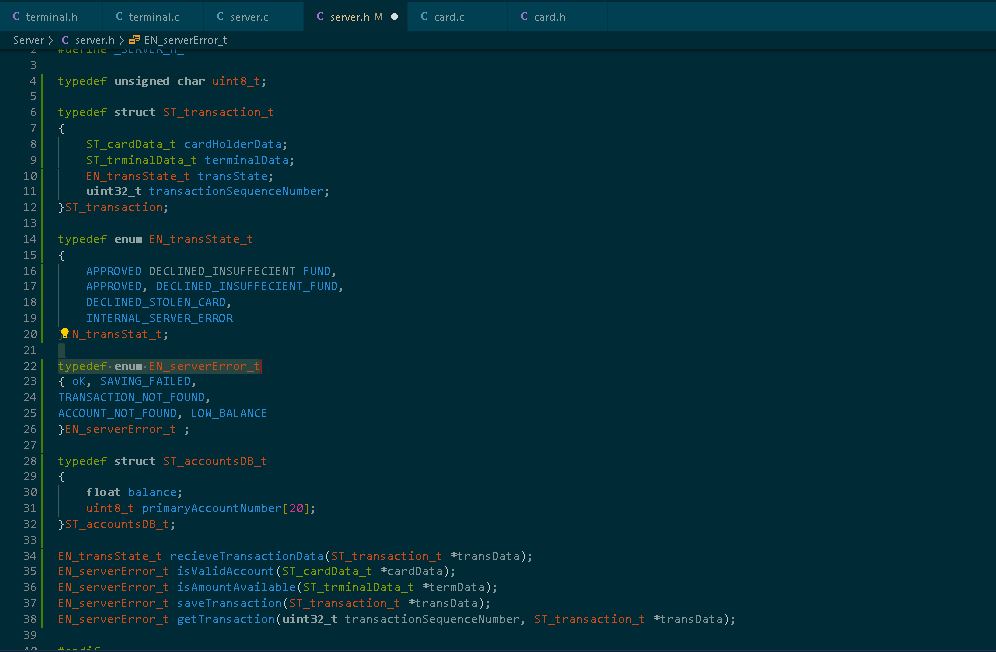 C terminal.h C terminal.c C server.c C server.h M ● C card.c C card.h
Server > C server.h > EN_serverError_t
2 #define _SERVER_H_
3
4 typedef unsigned char uint8_t;
5
6 typedef struct ST_transaction_t
7 {
8 ST_cardData_t cardHolderData;
9 ST_trminalData_t terminalData;
10 EN_transState_t transState;
11 uint32_t transactionSequenceNumber;
12 }ST_transaction;
13
14 typedef enum EN_transState_t
15 {
16 APPROVED DECLINED_INSUFFECIENT FUND,
17 APPROVED, DECLINED_INSUFFECIENT_FUND,
18 DECLINED_STOLEN_CARD,
19 INTERNAL_SERVER_ERROR
20 N_transStat_t;
21
22 typedef enum EN_serverError_t
23 { oK, SAVING_FAILED,
24 TRANSACTION_NOT_FOUND,
25 ACCOUNT_NOT_FOUND, LOW_BALANCE
26 }EN_serverError_t ;
27
28 typedef struct ST_accountsDB_t
29 {
30 float balance;
31 uint8_t primaryAccountNumber[20];
32 }ST_accountsDB_t;
33
34 EN_transState_t recieveTransactionData(ST_transaction_t *transData);
35 EN_serverError_t isValidAccount(ST_cardData_t *cardData);
36 EN_serverError_t isAmountAvailable(ST_trminalData_t *termData);
37 EN_serverError_t saveTransaction(ST_transaction_t *transData);
38 EN_serverError_t getTransaction(uint32_t transactionSequenceNumber, ST_transaction_t *transData);
39
40 #endif